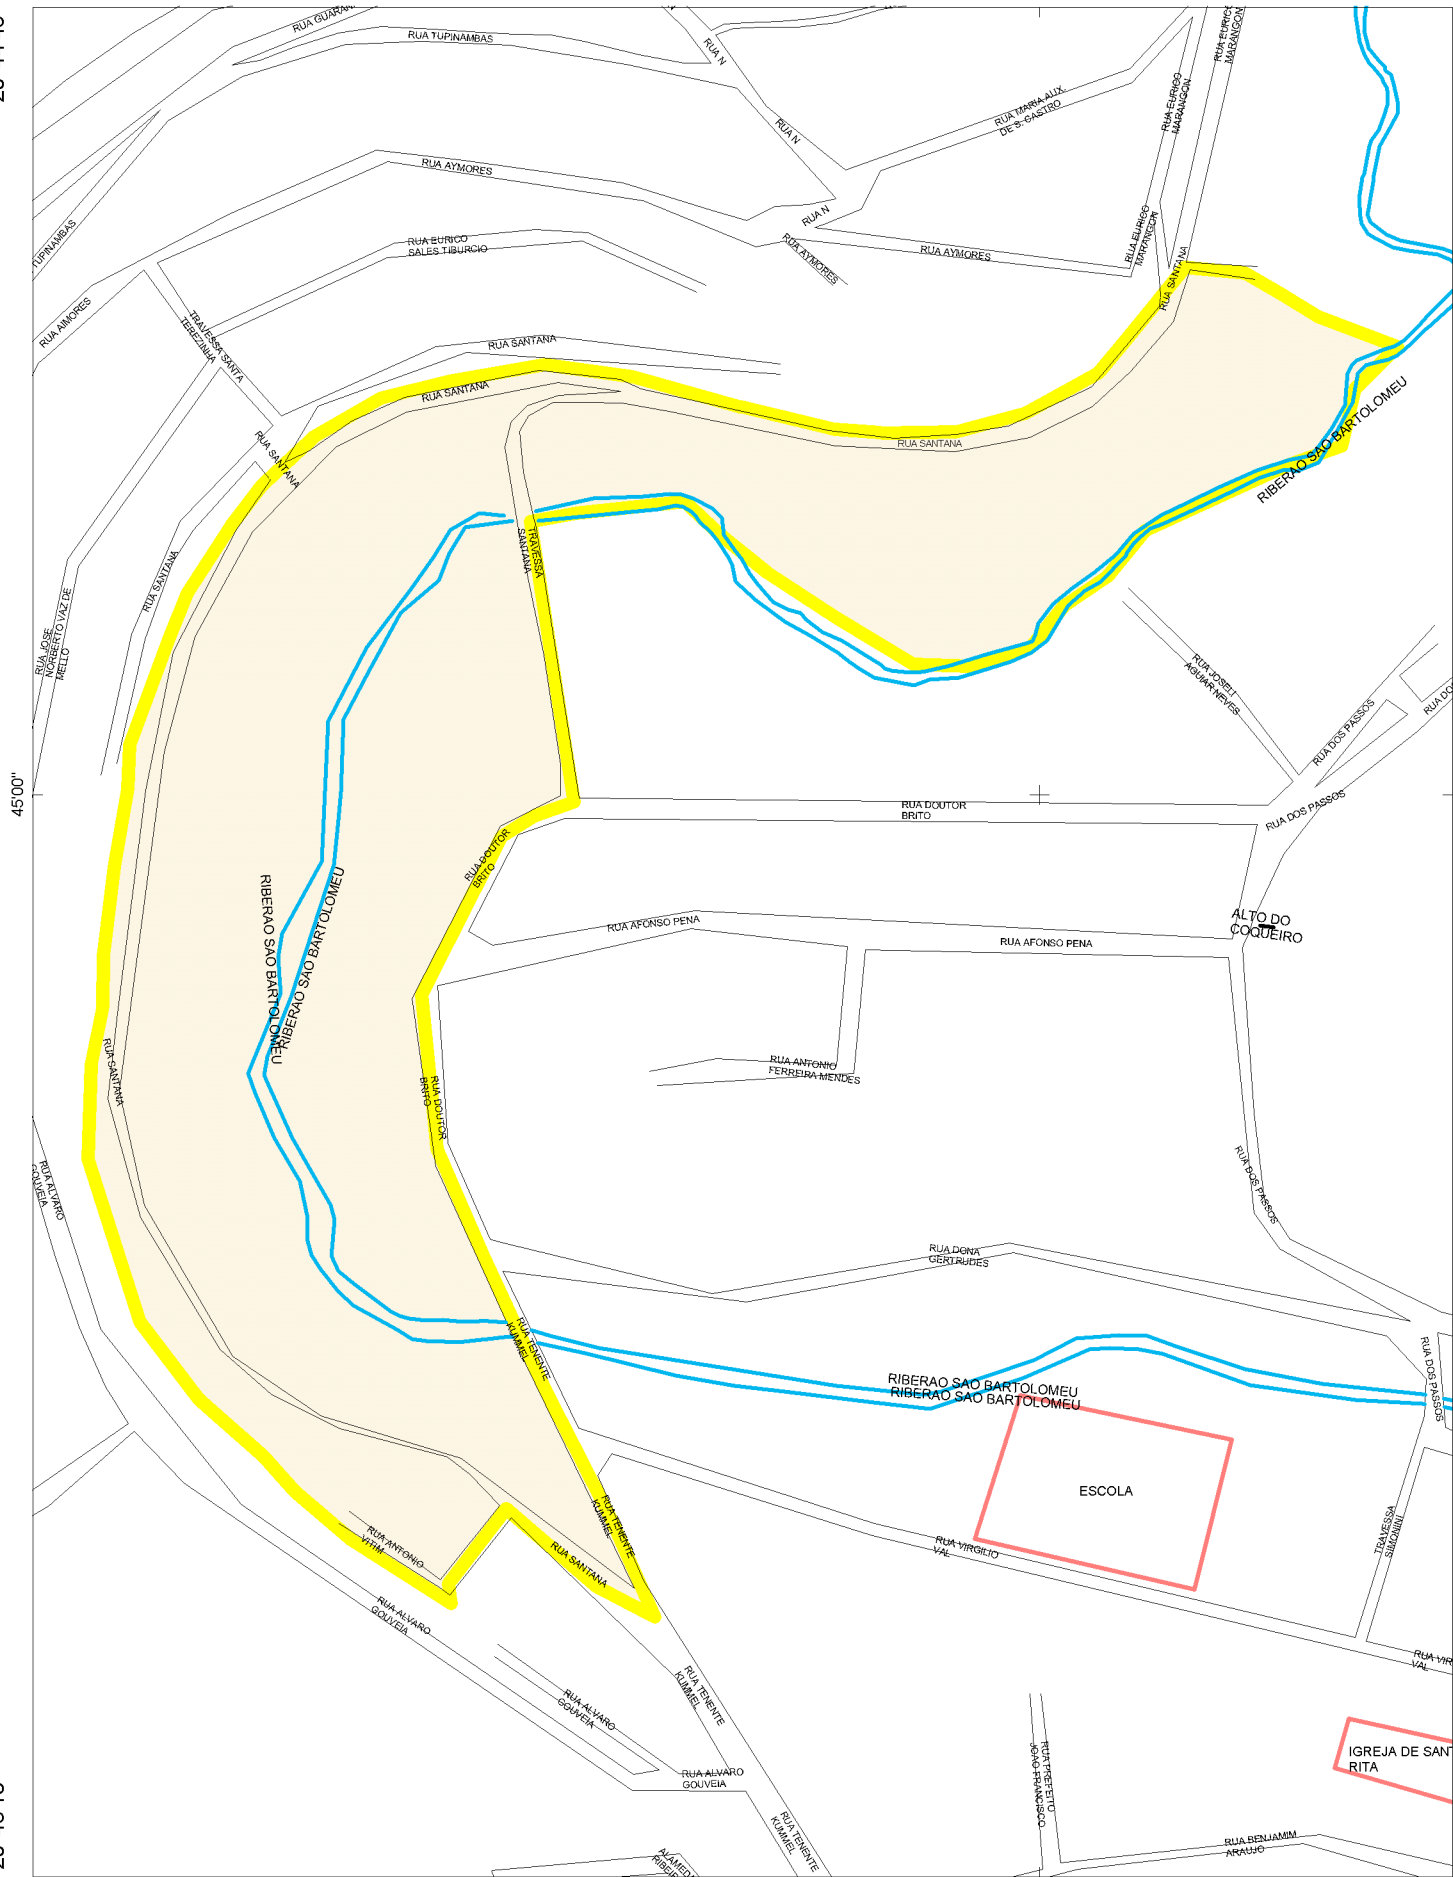 RUA TUPINAMBAS
RUA N
RUA EURICO
MARANGON
RUA MARIA AUX.
DE S. CASTRO
RUA EURICO
MARANGON
RUA N
RUA AYMORES
RUA N
RUA EURICO
MARANGON
TUPINAMBAS
RUA EURICO
SALES TIBURCIO
RUA AYMORES
RUA AYMORES
RUA SANTANA
RUA AIMORES
TRAVESSA SANTA
TEREZINHA
RUA SANTANA
RUA SANTANA
RUA SANTANA
RUA SANTANA
RIBERAO SAO BARTOLOMEU
TRAVESSA
SANTANA
RUA SANTANA
RUA JOSE
NORBERTO VAZ DE
MELLO
RUA JOSELI
AGUIAR NEVES
RUA DOS PASSOS
45'00"
RUA DOUTOR
BRITO
RUA DOS PASSOS
RUA DOUTOR
BRITO
RIBERAO SAO BARTOLOMEU
RIBERAO SAO BARTOLOMEU
RUA AFONSO PENA
RUA AFONSO PENA
ALTO DO
COQUEIRO
RUA SANTANA
RUA ANTONIO
FERREIRA MENDES
RUA DOUTOR
BRITO
RUA ALVARO
GOUVEIA
RUA DOS PASSOS
RUA DONA
GERTRUDES
RUA TENENTE
KUMMEL
RUA DOS PASSOS
RIBERAO SAO BARTOLOMEU
RIBERAO SAO BARTOLOMEU
ESCOLA
RUA TENENTE
KUMMEL
RUA ANTONIO
VITIM
RUA SANTANA
RUA VIRGILIO
VAL
TRAVESSA
SIMONINI
RUA ALVARO
GOUVEIA
RUA VIR
VAL
RUA TENENTE
KUMMEL
RUA ALVARO
GOUVEIA
RUA ALVARO
GOUVEIA
RUA PREFEITO
JOAO FRANCISCO
IGREJA DE SANT
RITA
RUA TENENTE
KUMMEL
RUA BENJAMIM
ARAUJO